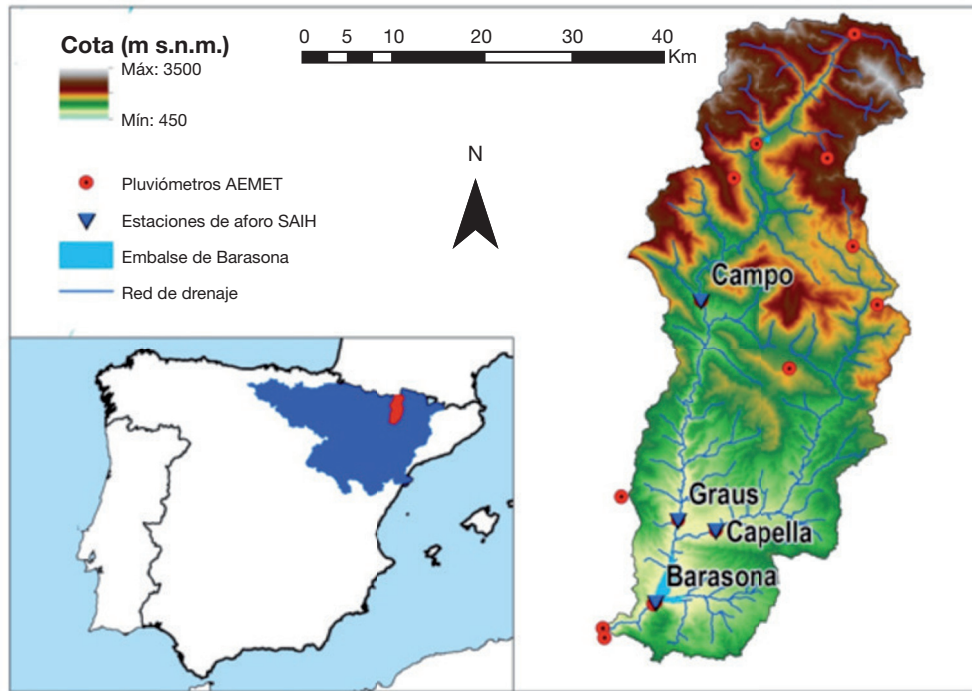 Cota (m s.n.m.)
Máx: 3500
Mín: 450
0 5 10 20 30 40
Km
N
Pluviómetros AEMET
Estaciones de aforo SAIH
Embalse de Barasona
Red de drenaje
Campo
Graus
Capella
Barasona